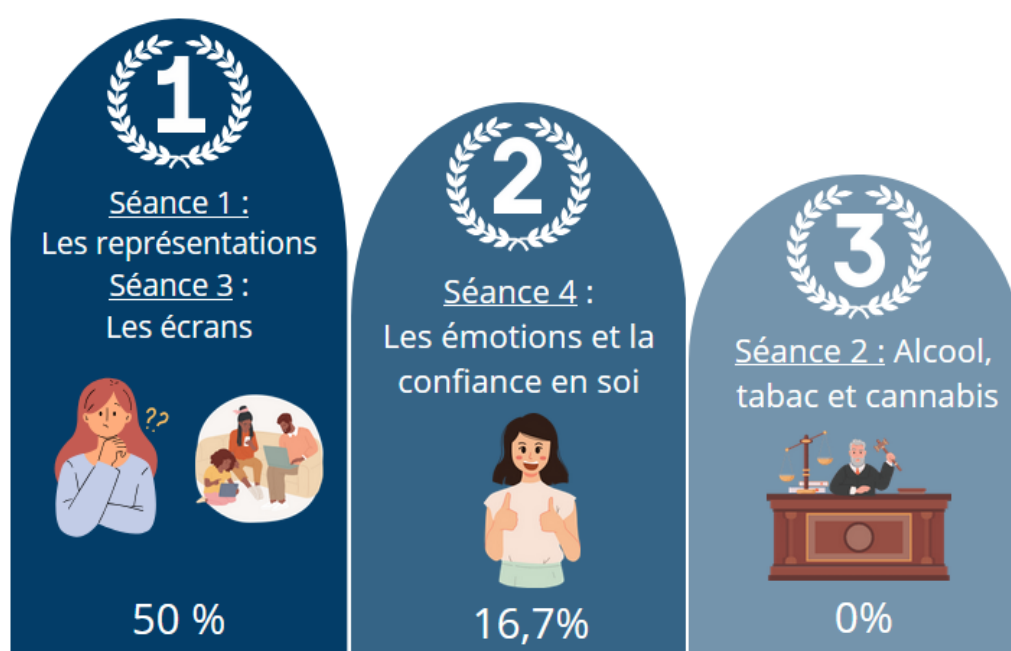 1
Séance 1 :
Les représentations
Séance 3 :
Les écrans
??
50 %
2
Séance 4 :
Les émotions et la
confiance en soi
16,7%
3
Séance 2 : Alcool,
tabac et cannabis
0%